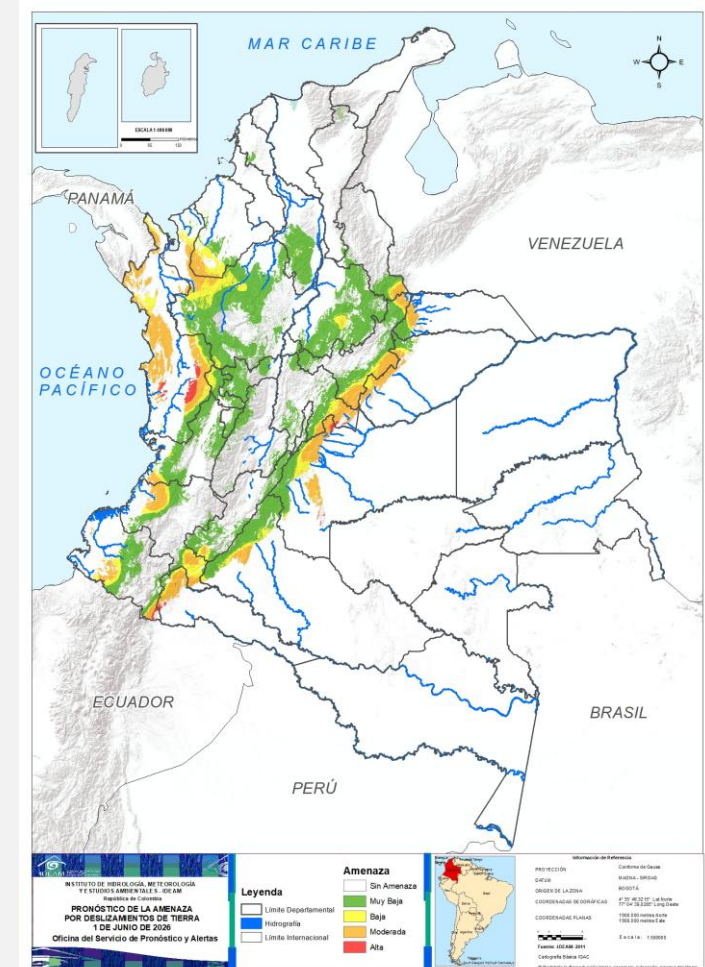 MAR CARIBE
N
W
E
S
PANAMÁ
VENEZUELA
OCÉANO
PACÍFICO
ECUADOR
BRASIL
PERÚ
INSTITUTO DE HIDROLOGÍA, METEOROLOGÍA
Y ESTUDIOS AMBIENTALES - IDEAM
República de Colombia
PRONÓSTICO DE LA AMENAZA
POR DESLIZAMIENTOS DE TIERRA
1 DE JUNIO DE 2026
Oficina del Servicio de Pronóstico y Alertas
Leyenda
Límite Departamental
Hidrografía
Límite Internacional
Amenaza
Sin Amenaza
Muy Baja
Baja
Moderada
Alta
Información de Referencia
PROYECCIÓN
Conforme de Gauss
DATUM
MAGNA - SIRGAS
ORIGEN DE LA ZONA
BOGOTÁ
COORDENADAS GEOGRÁFICAS
COORDENADAS PLANAS
1'000.000 metros Norte
1'000.000 metros Este
Fuente: IDEAM 2011
Cartografía Básica IGAC